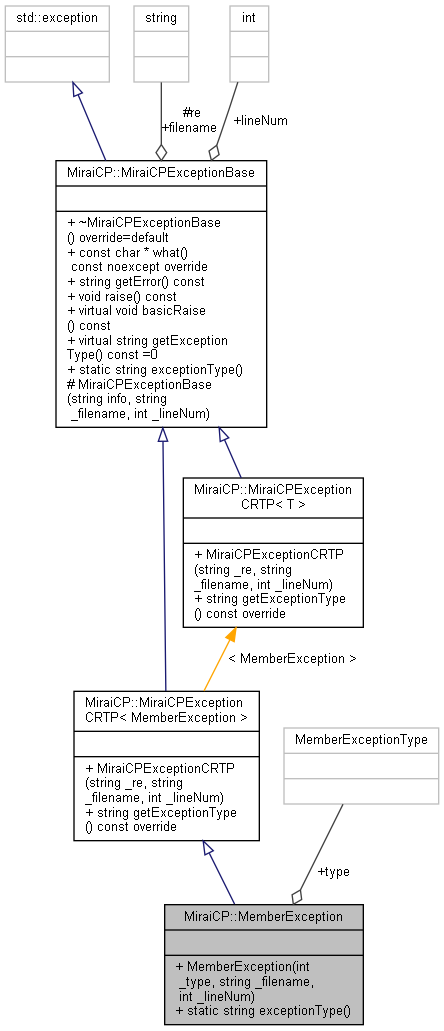 std::exception
string
int
#re
+filename
+lineNum
MiraiCP::MiraiCPExceptionBase
+ ~MiraiCPExceptionBase
() override=default
+ const char * what()
const noexcept override
+ string getError() const
+ void raise() const
+ virtual void basicRaise
() const
+ virtual string getException
Type() const =0
+ static string exceptionType()
# MiraiCPExceptionBase
(string info, string
_filename, int _lineNum)
MiraiCP::MiraiCPException
CRTP< T >
+ MiraiCPExceptionCRTP
(string _re, string
_filename, int _lineNum)
+ string getExceptionType
() const override
< MemberException >
MiraiCP::MiraiCPException
CRTP< MemberException >
+ MiraiCPExceptionCRTP
(string _re, string
_filename, int _lineNum)
+ string getExceptionType
() const override
MemberExceptionType
+type
MiraiCP::MemberException
+ MemberException(int
_type, string _filename,
int _lineNum)
+ static string exceptionType()